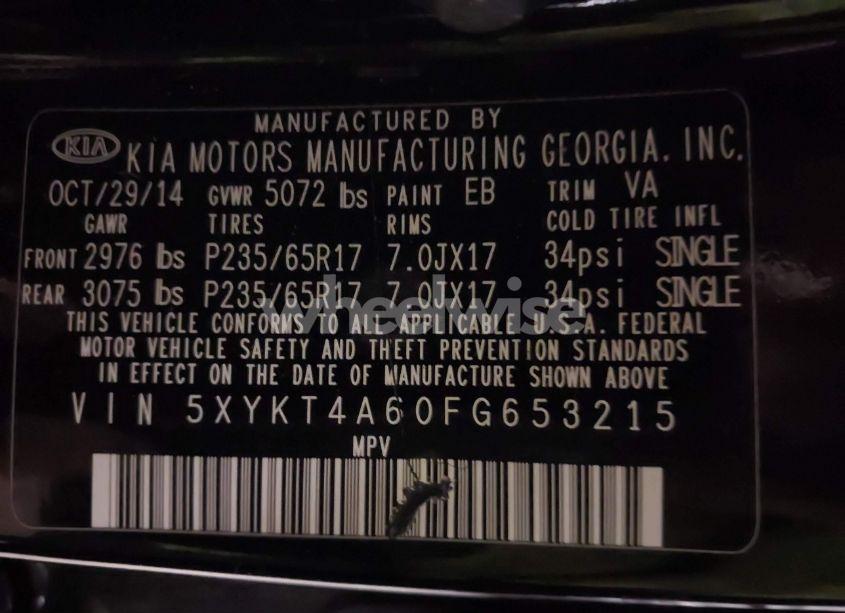 MANUFACTURED BY
KIA KIA MOTORS MANUFACTURING GEORGIA, INC.
OCT/29/14 GVWR 5072 lbs PAINT EB TRIM VA
GAWR TIRES RIMS COLD TIRE INFL
FRONT 2976 lbs P235/65R17 7.0JX17 34psi SINGLE
REAR 3075 lbs P235/65R17 7.0JX17 34psi SINGLE
wheelwise
THIS VEHICLE CONFORMS TO ALL APPLICABLE U.S.A. FEDERAL
MOTOR VEHICLE SAFETY AND THEFT PREVENTION STANDARDS
IN EFFECT ON THE DATE OF MANUFACTURE SHOWN ABOVE
VIN 5XYKT4A60FG653215
MPV